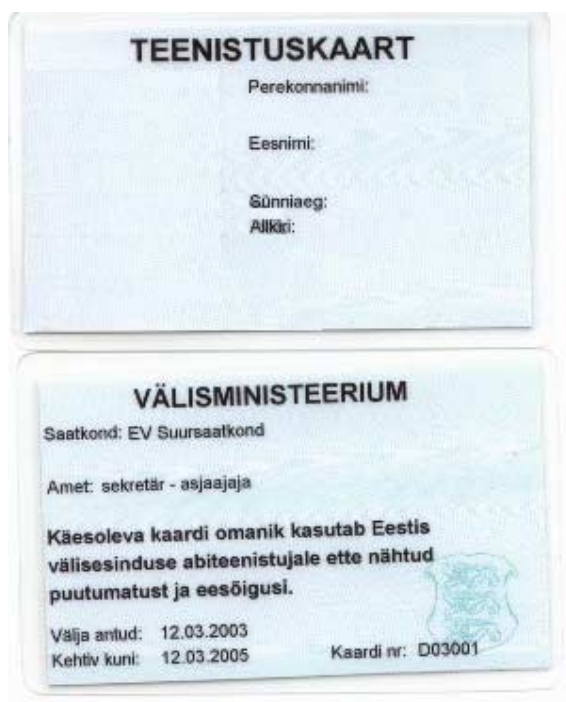 TEENISTUSKAART
Perekonnanimi:
Eesnimi:
Sünniaeg:
Allkiri:
VÄLISMINISTEERIUM
Saatkond: EV Suursaatkond
Amet: sekretär - asjaajaja
Käesoleva kaardi omanik kasutab Eestis
välisesinduse abiteenistujale ette nähtud
puutumatust ja eesõigusi.
Välja antud: 12.03.2003
Kehtiv kuni: 12.03.2005 Kaardi nr: D03001